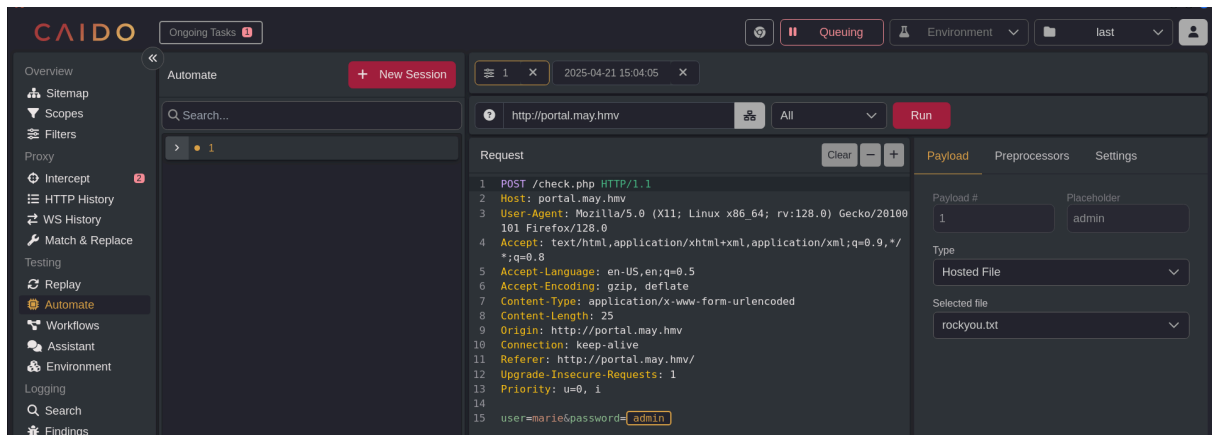 CAIDO
Ongoing Tasks 1
Queuing
Environment
last
Overview
Sitemap
Scopes
Filters
Proxy
Intercept 2
HTTP History
WS History
Match & Replace
Testing
Replay
Automate
Workflows
Assistant
Environment
Logging
Search
Findings
Automate
+ New Session
Search...
1
1 X
2025-04-21 15:04:05 X
? http://portal.may.hmv
All
Run
Request
Clear - +
1 POST /check.php HTTP/1.1
2 Host: portal.may.hmv
3 User-Agent: Mozilla/5.0 (X11; Linux x86_64; rv:128.0) Gecko/20100
101 Firefox/128.0
4 Accept: text/html,application/xhtml+xml,application/xml;q=0.9,*/
*;q=0.8
5 Accept-Language: en-US,en;q=0.5
6 Accept-Encoding: gzip, deflate
7 Content-Type: application/x-www-form-urlencoded
8 Content-Length: 25
9 Origin: http://portal.may.hmv
10 Connection: keep-alive
11 Referer: http://portal.may.hmv/
12 Upgrade-Insecure-Requests: 1
13 Priority: u=0, i
14
15 user=marie&password=admin
Payload Preprocessors Settings
Payload # Placeholder
1 admin
Type
Hosted File
Selected file
rockyou.txt